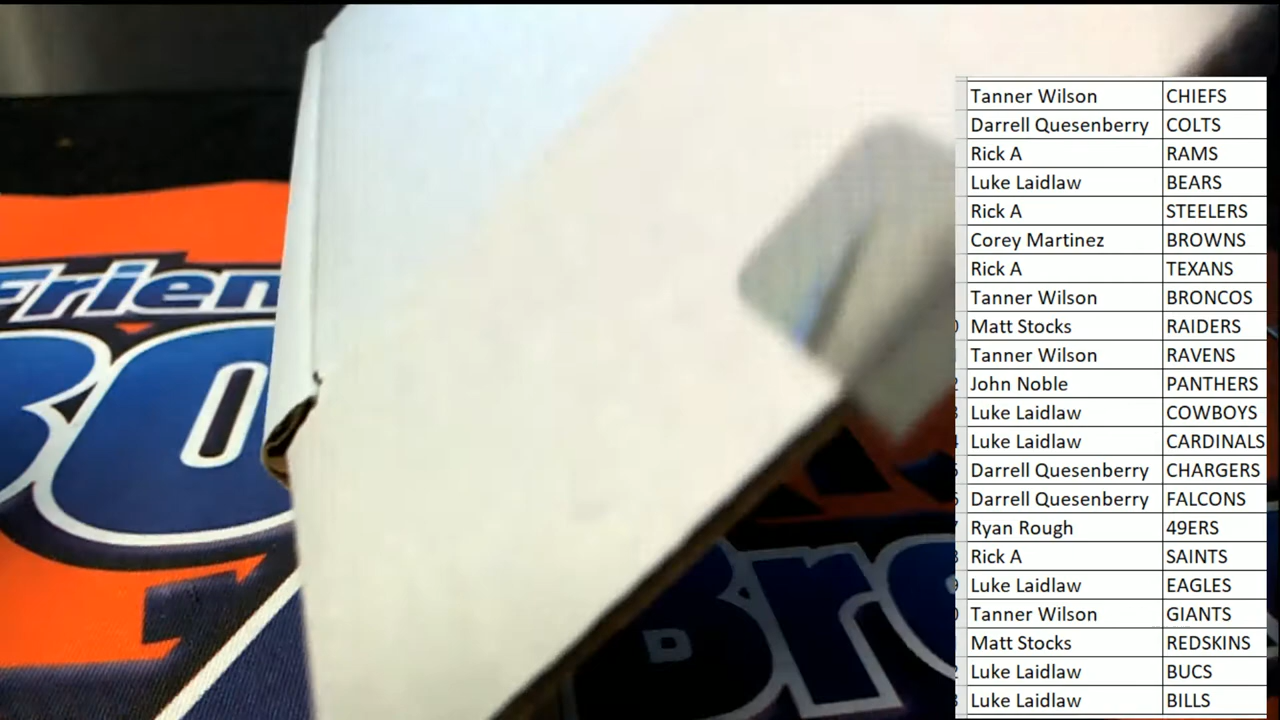 Frien
BO
Bro
Tanner Wilson CHIEFS
Darrell Quesenberry COLTS
Rick A RAMS
Luke Laidlaw BEARS
Rick A STEELERS
Corey Martinez BROWNS
Rick A TEXANS
Tanner Wilson BRONCOS
Matt Stocks RAIDERS
Tanner Wilson RAVENS
John Noble PANTHERS
Luke Laidlaw COWBOYS
Luke Laidlaw CARDINALS
Darrell Quesenberry CHARGERS
Darrell Quesenberry FALCONS
Ryan Rough 49ERS
Rick A SAINTS
Luke Laidlaw EAGLES
Tanner Wilson GIANTS
Matt Stocks REDSKINS
Luke Laidlaw BUCS
Luke Laidlaw BILLS